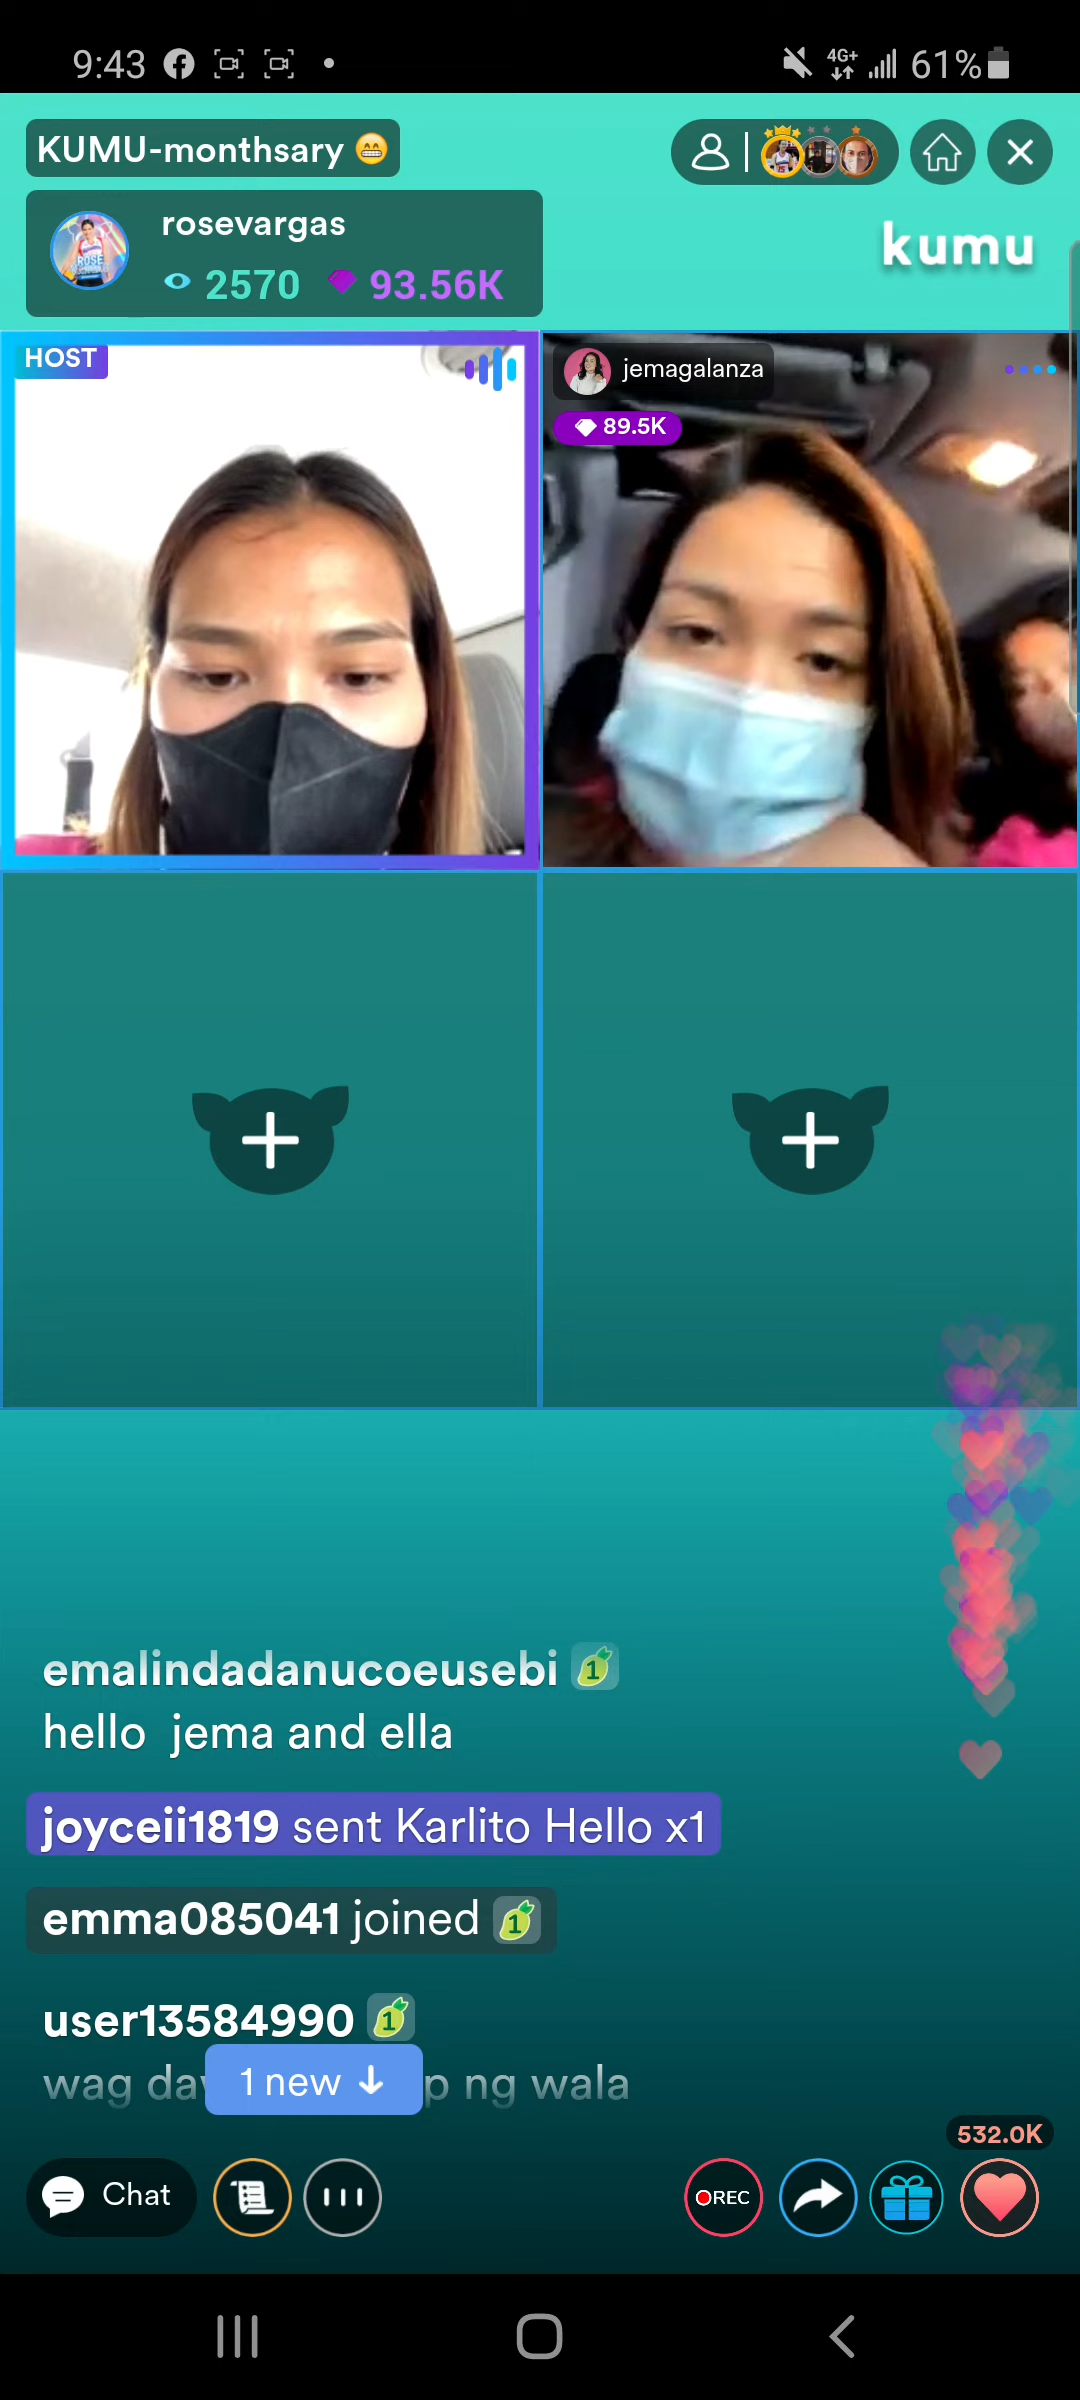 9:43
4G+
61%
KUMU-monthsary 😁
rosevargas
2570 93.56K
kumu
HOST
jemagalanza
89.5K
emalindadanucoeusebi 1
hello jema and ella
joyceii1819 sent Karlito Hello x1
emma085041 joined 1
user13584990 1
wag ng wala
1 new
532.0K
Chat
REC
ROSE